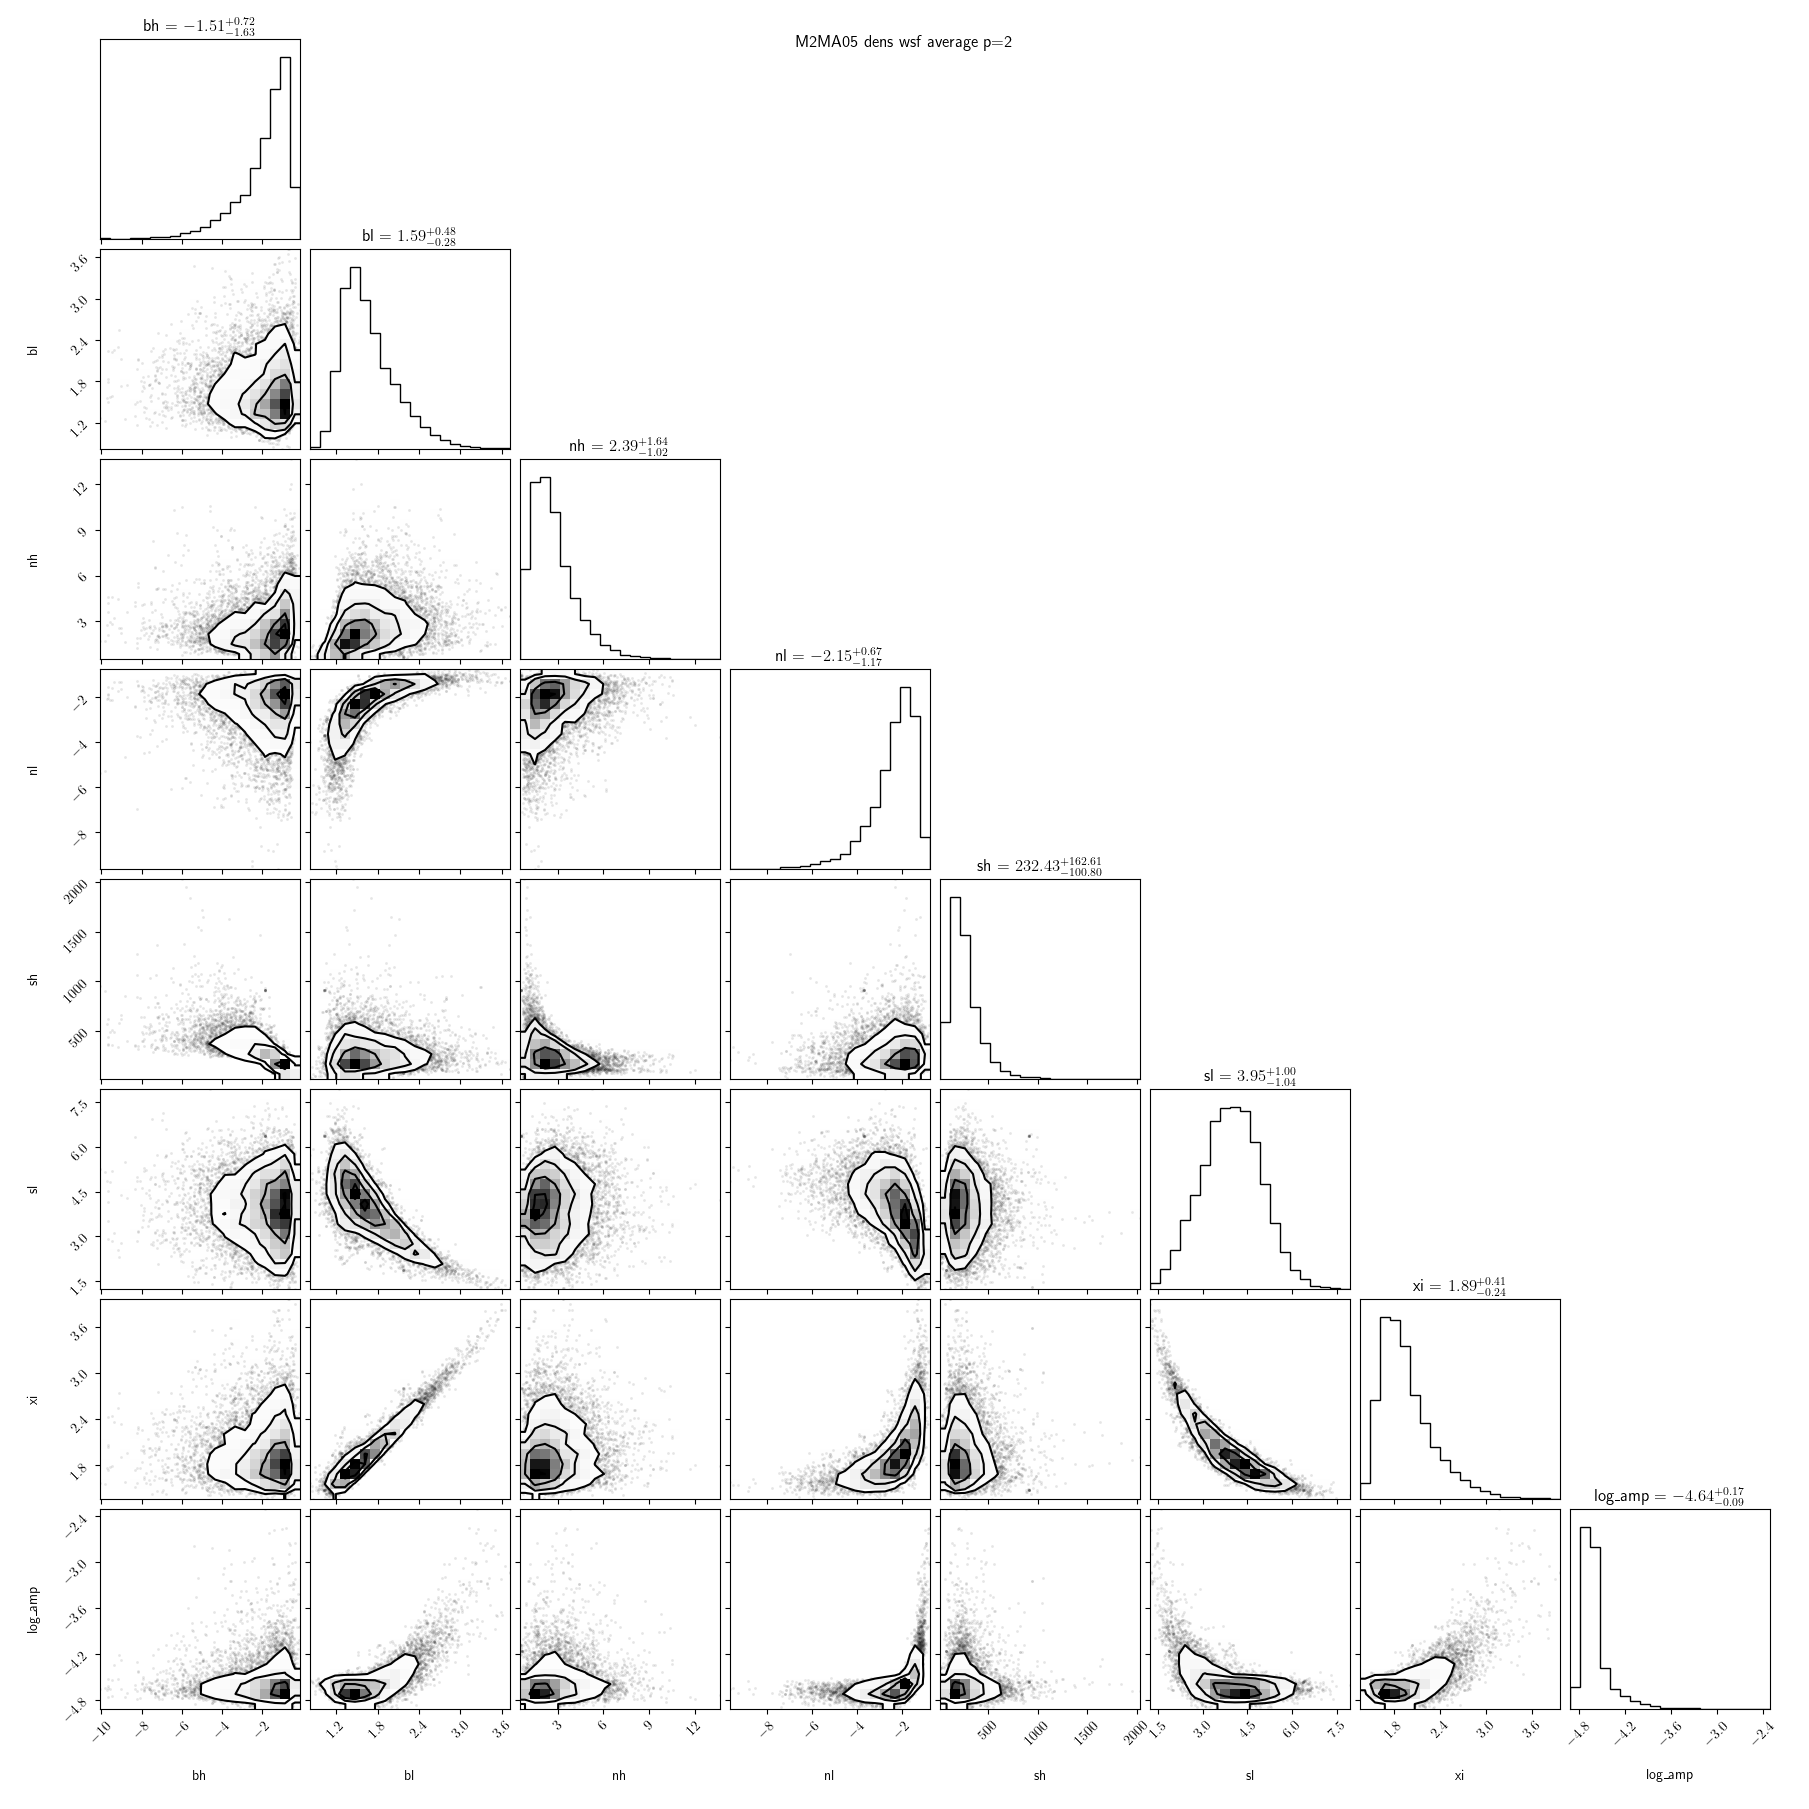 bh = −1.51 +0.72 −1.63
M2MA05 dens wsf average p=2
bl = 1.59 +0.48 −0.28
bl
3.6
3.0
2.4
1.8
1.2
nh = 2.39 +1.64 −1.02
nh
12
9
6
3
nl = −2.15 +0.67 −1.17
nl
−2
−4
−6
−8
sh = 232.43 +162.61 −100.80
sh
2000
1500
1000
500
sl = 3.95 +1.00 −1.04
sl
7.5
6.0
4.5
3.0
1.5
xi = 1.89 +0.41 −0.24
xi
3.6
3.0
2.4
1.8
log_amp = −4.64 +0.17 −0.09
log_amp
−2.4
−3.0
−3.6
−4.2
−4.8
−10 −8 −6 −4 −2 1.2 1.8 2.4 3.0 3.6 3 6 9 12 −8 −6 −4 −2 500 1000 1500 2000 1.5 3.0 4.5 6.0 7.5 1.8 2.4 3.0 3.6 −4.8 −4.2 −3.6 −3.0 −2.4
bh bl nh nl sh sl xi log_amp